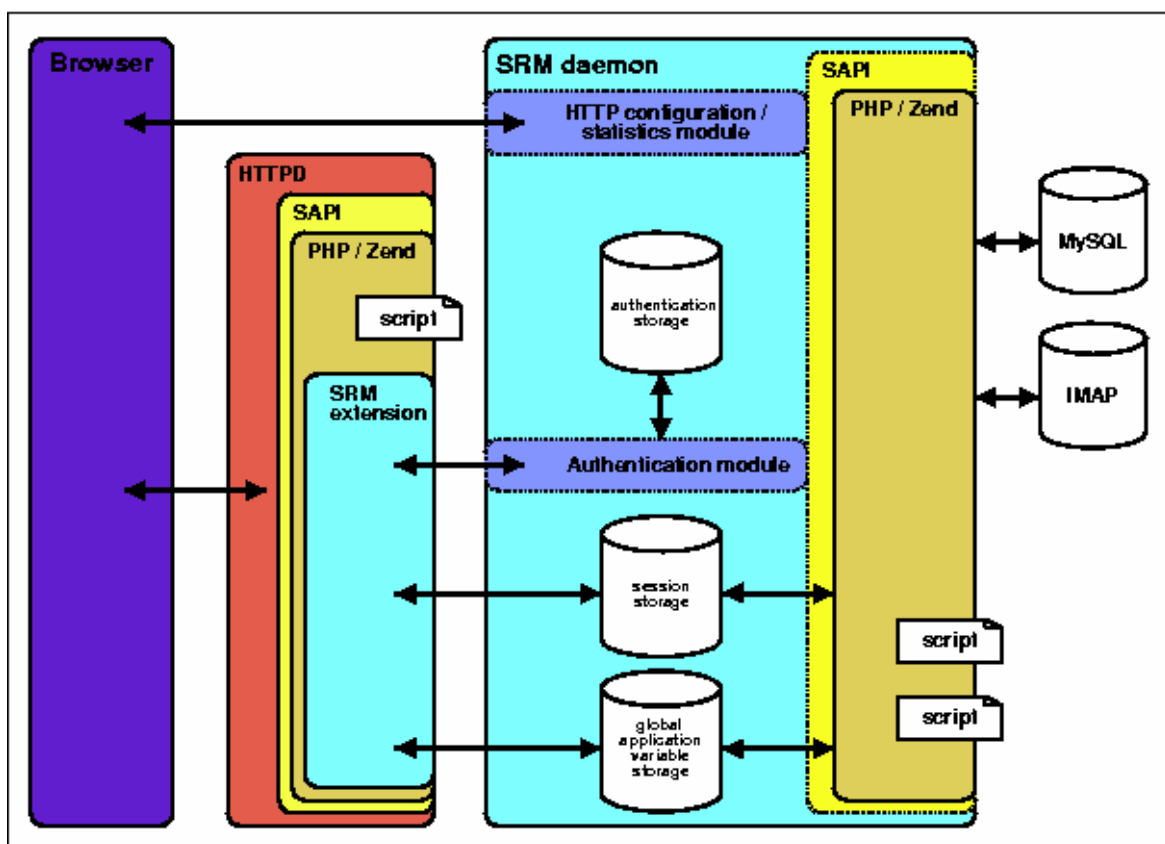 Browser
SRM daemon
SAPI
HTTP configuration /
statistics module
PHP / Zend
HTTPD
SAPI
PHP / Zend
script
SRM
extension
authentication
storage
MySQL
IMAP
Authentication module
session
storage
script
script
global
application
variable
storage